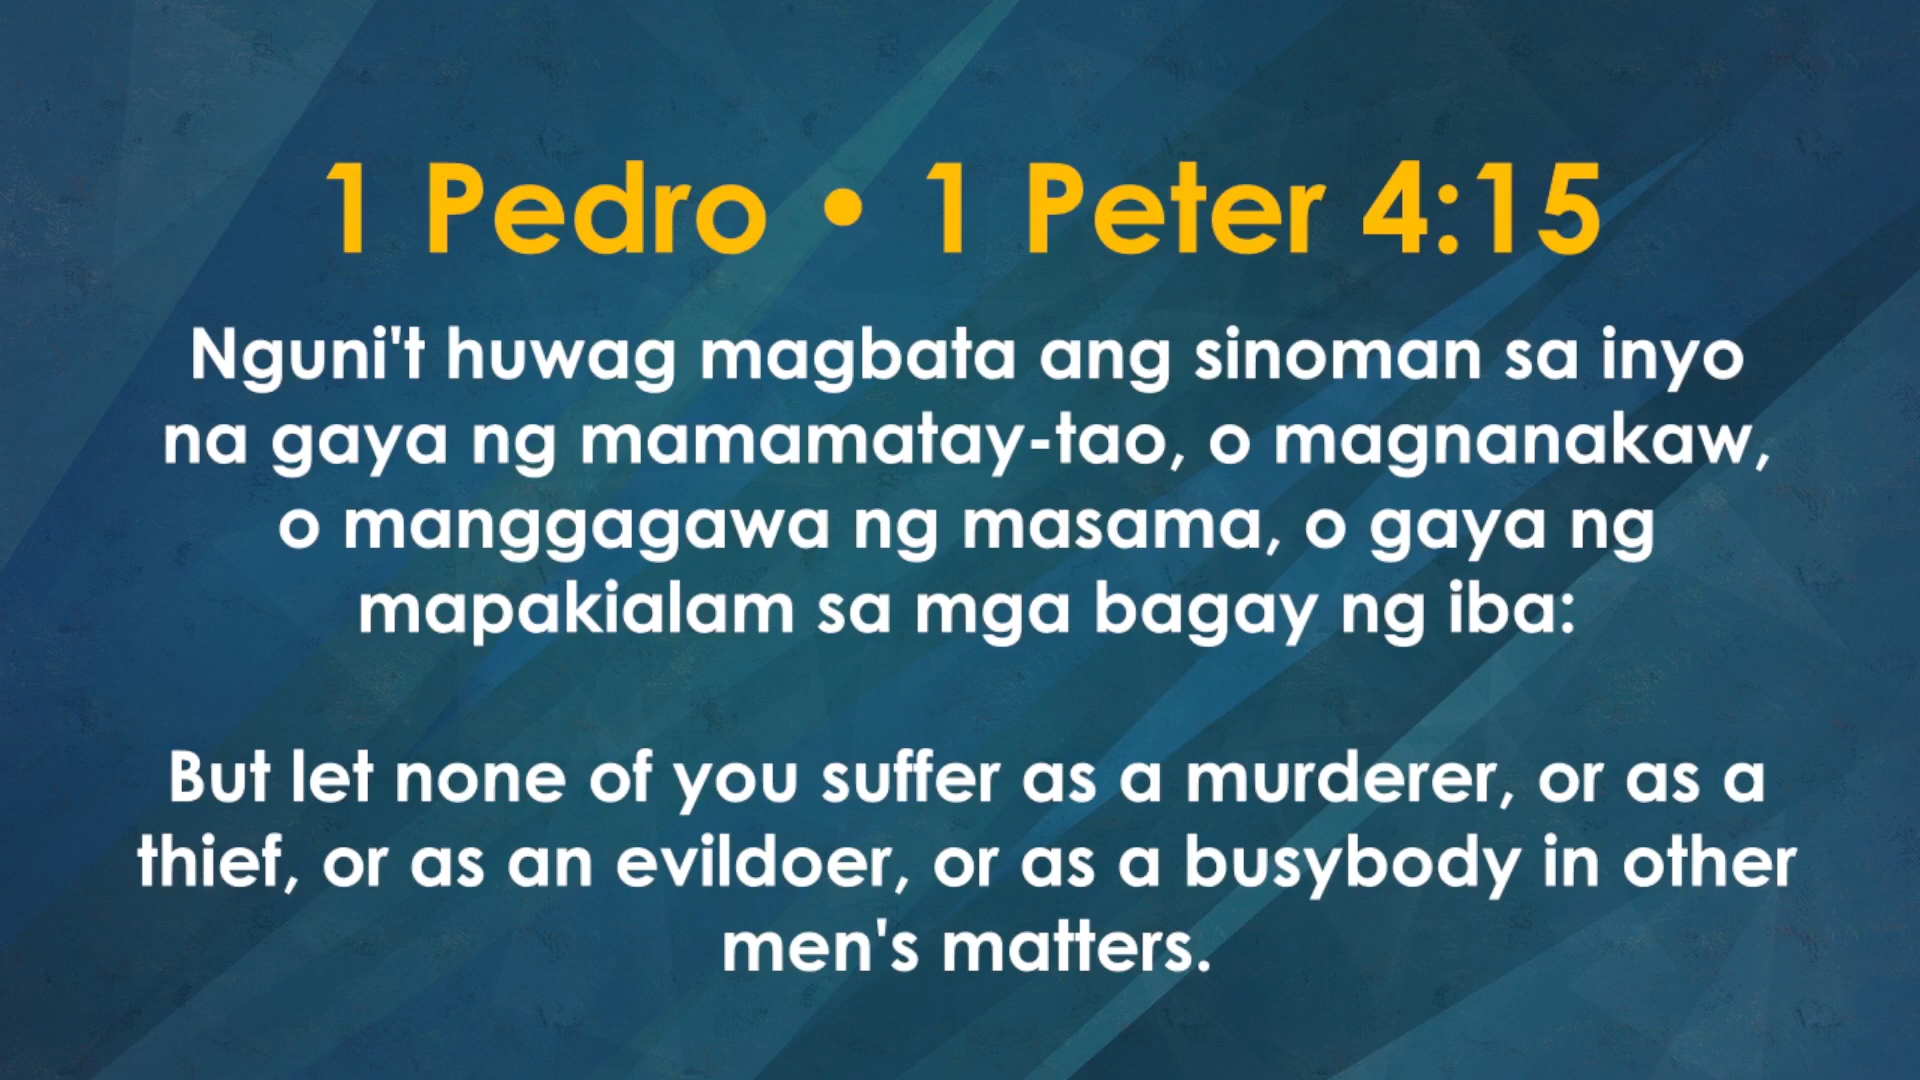 1 Pedro • 1 Peter 4:15
Nguni't huwag magbata ang sinoman sa inyo
na gaya ng mamamatay-tao, o magnanakaw,
o manggagawa ng masama, o gaya ng
mapakialam sa mga bagay ng iba:
But let none of you suffer as a murderer, or as a
thief, or as an evildoer, or as a busybody in other
men's matters.